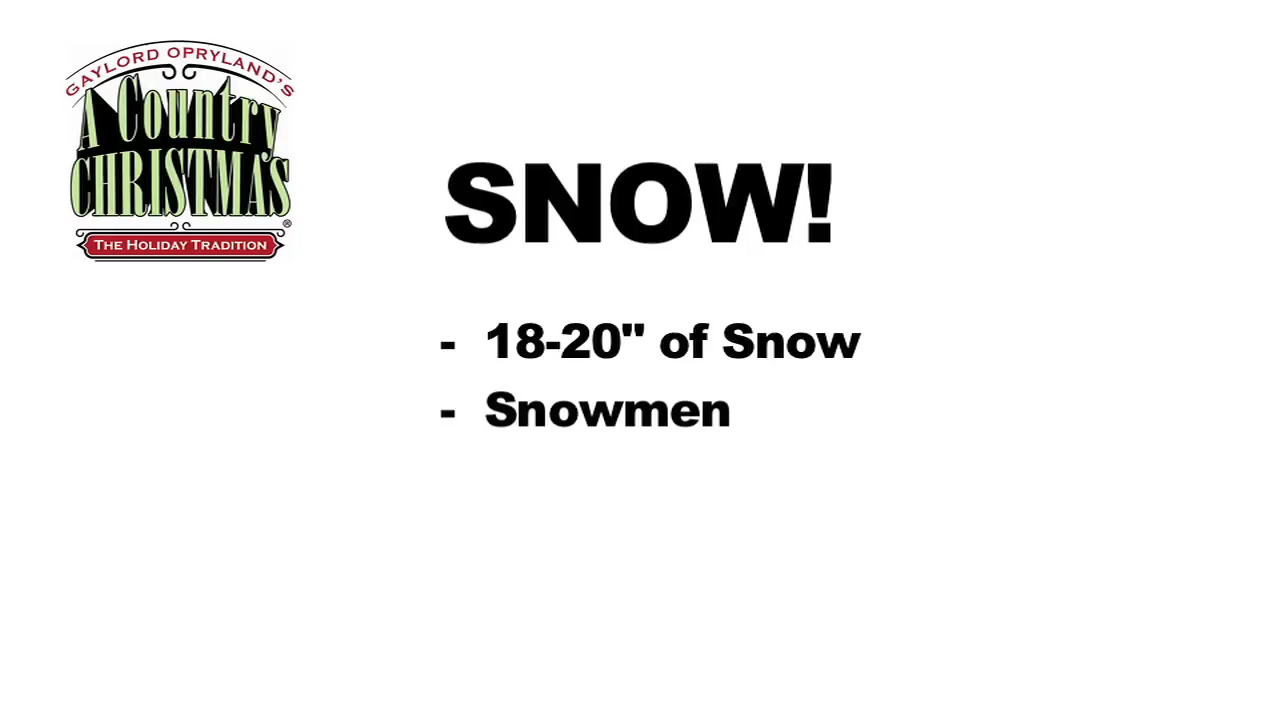 GAYLORD OPRYLAND'S
A Country
CHRISTMAS
®
THE HOLIDAY TRADITION
SNOW!
- 18-20" of Snow
- Snowmen